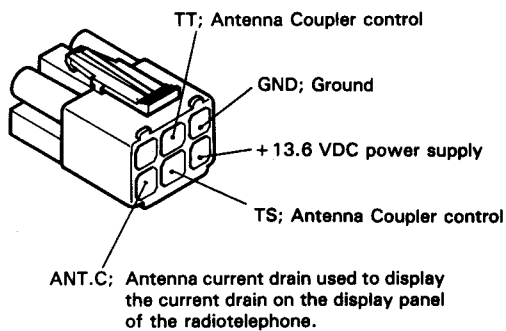 TT; Antenna Coupler control
GND; Ground
+13.6 VDC power supply
TS; Antenna Coupler control
ANT.C; Antenna current drain used to display
the current drain on the display panel
of the radiotelephone.